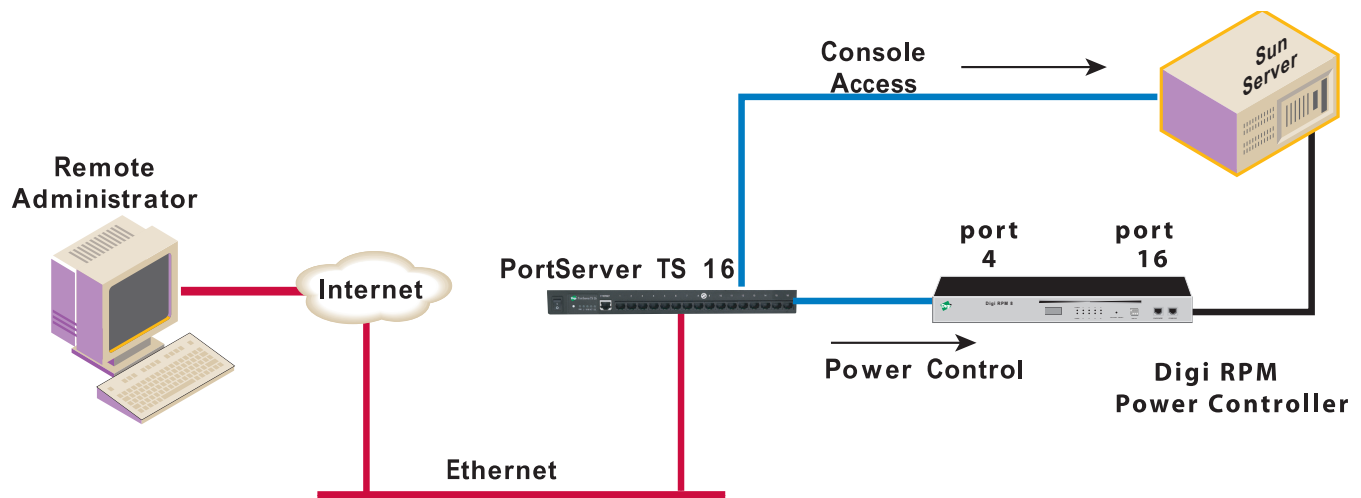 Console
Access
Sun
Server
Remote
Administrator
port
4
port
16
PortServer TS 16
Internet
Digi RPM 8
Power Control
Digi RPM
Power Controller
Ethernet